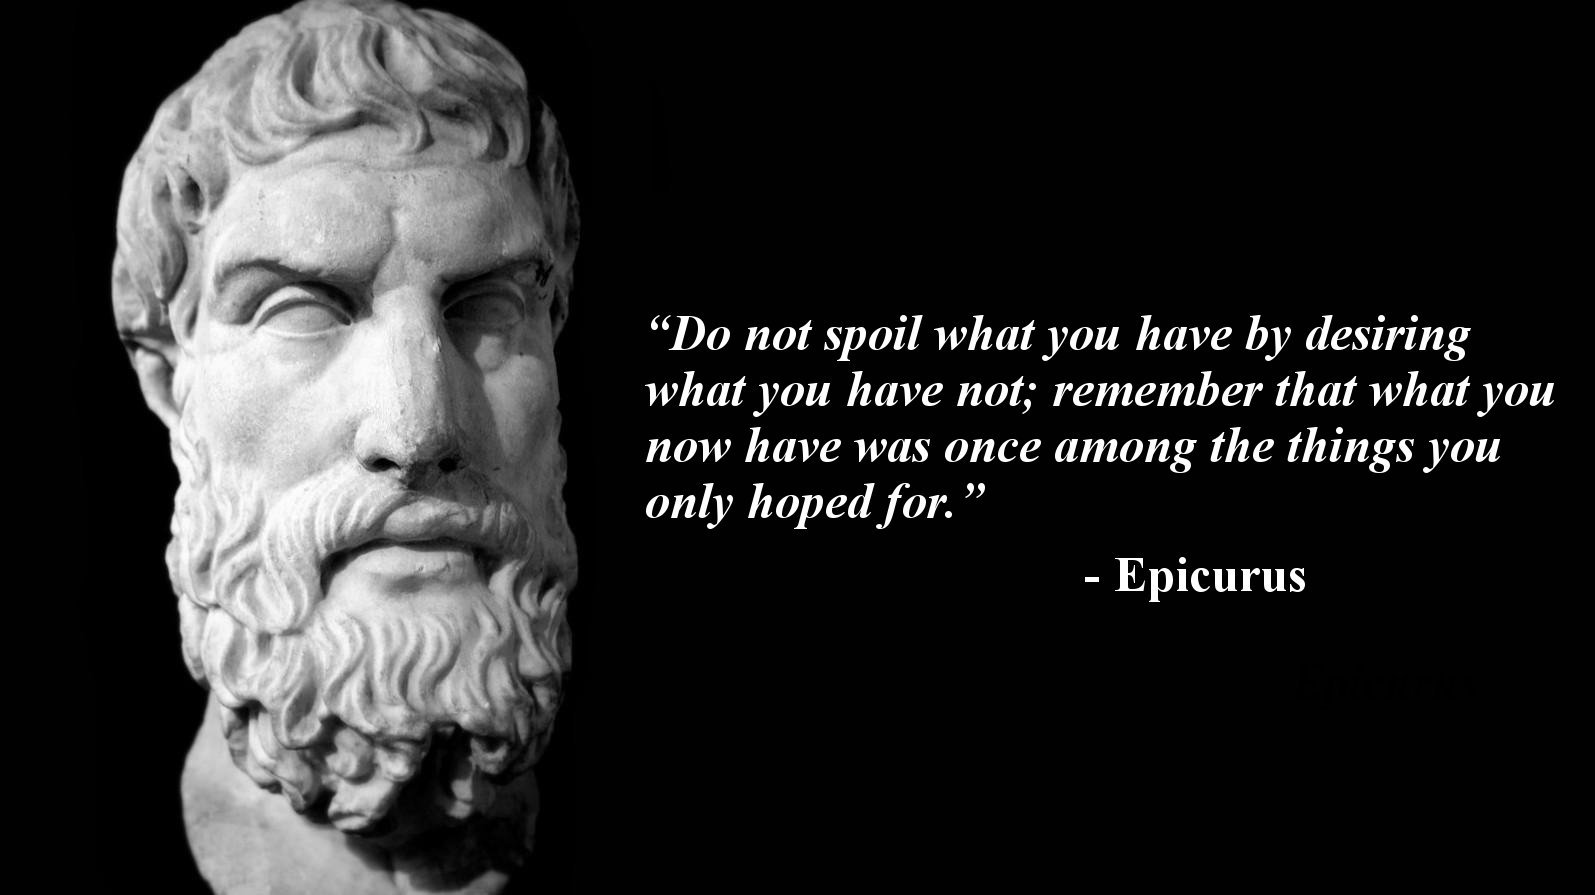 “Do not spoil what you have by desiring
what you have not; remember that what you
now have was once among the things you
only hoped for.”
- Epicurus
Epicurus